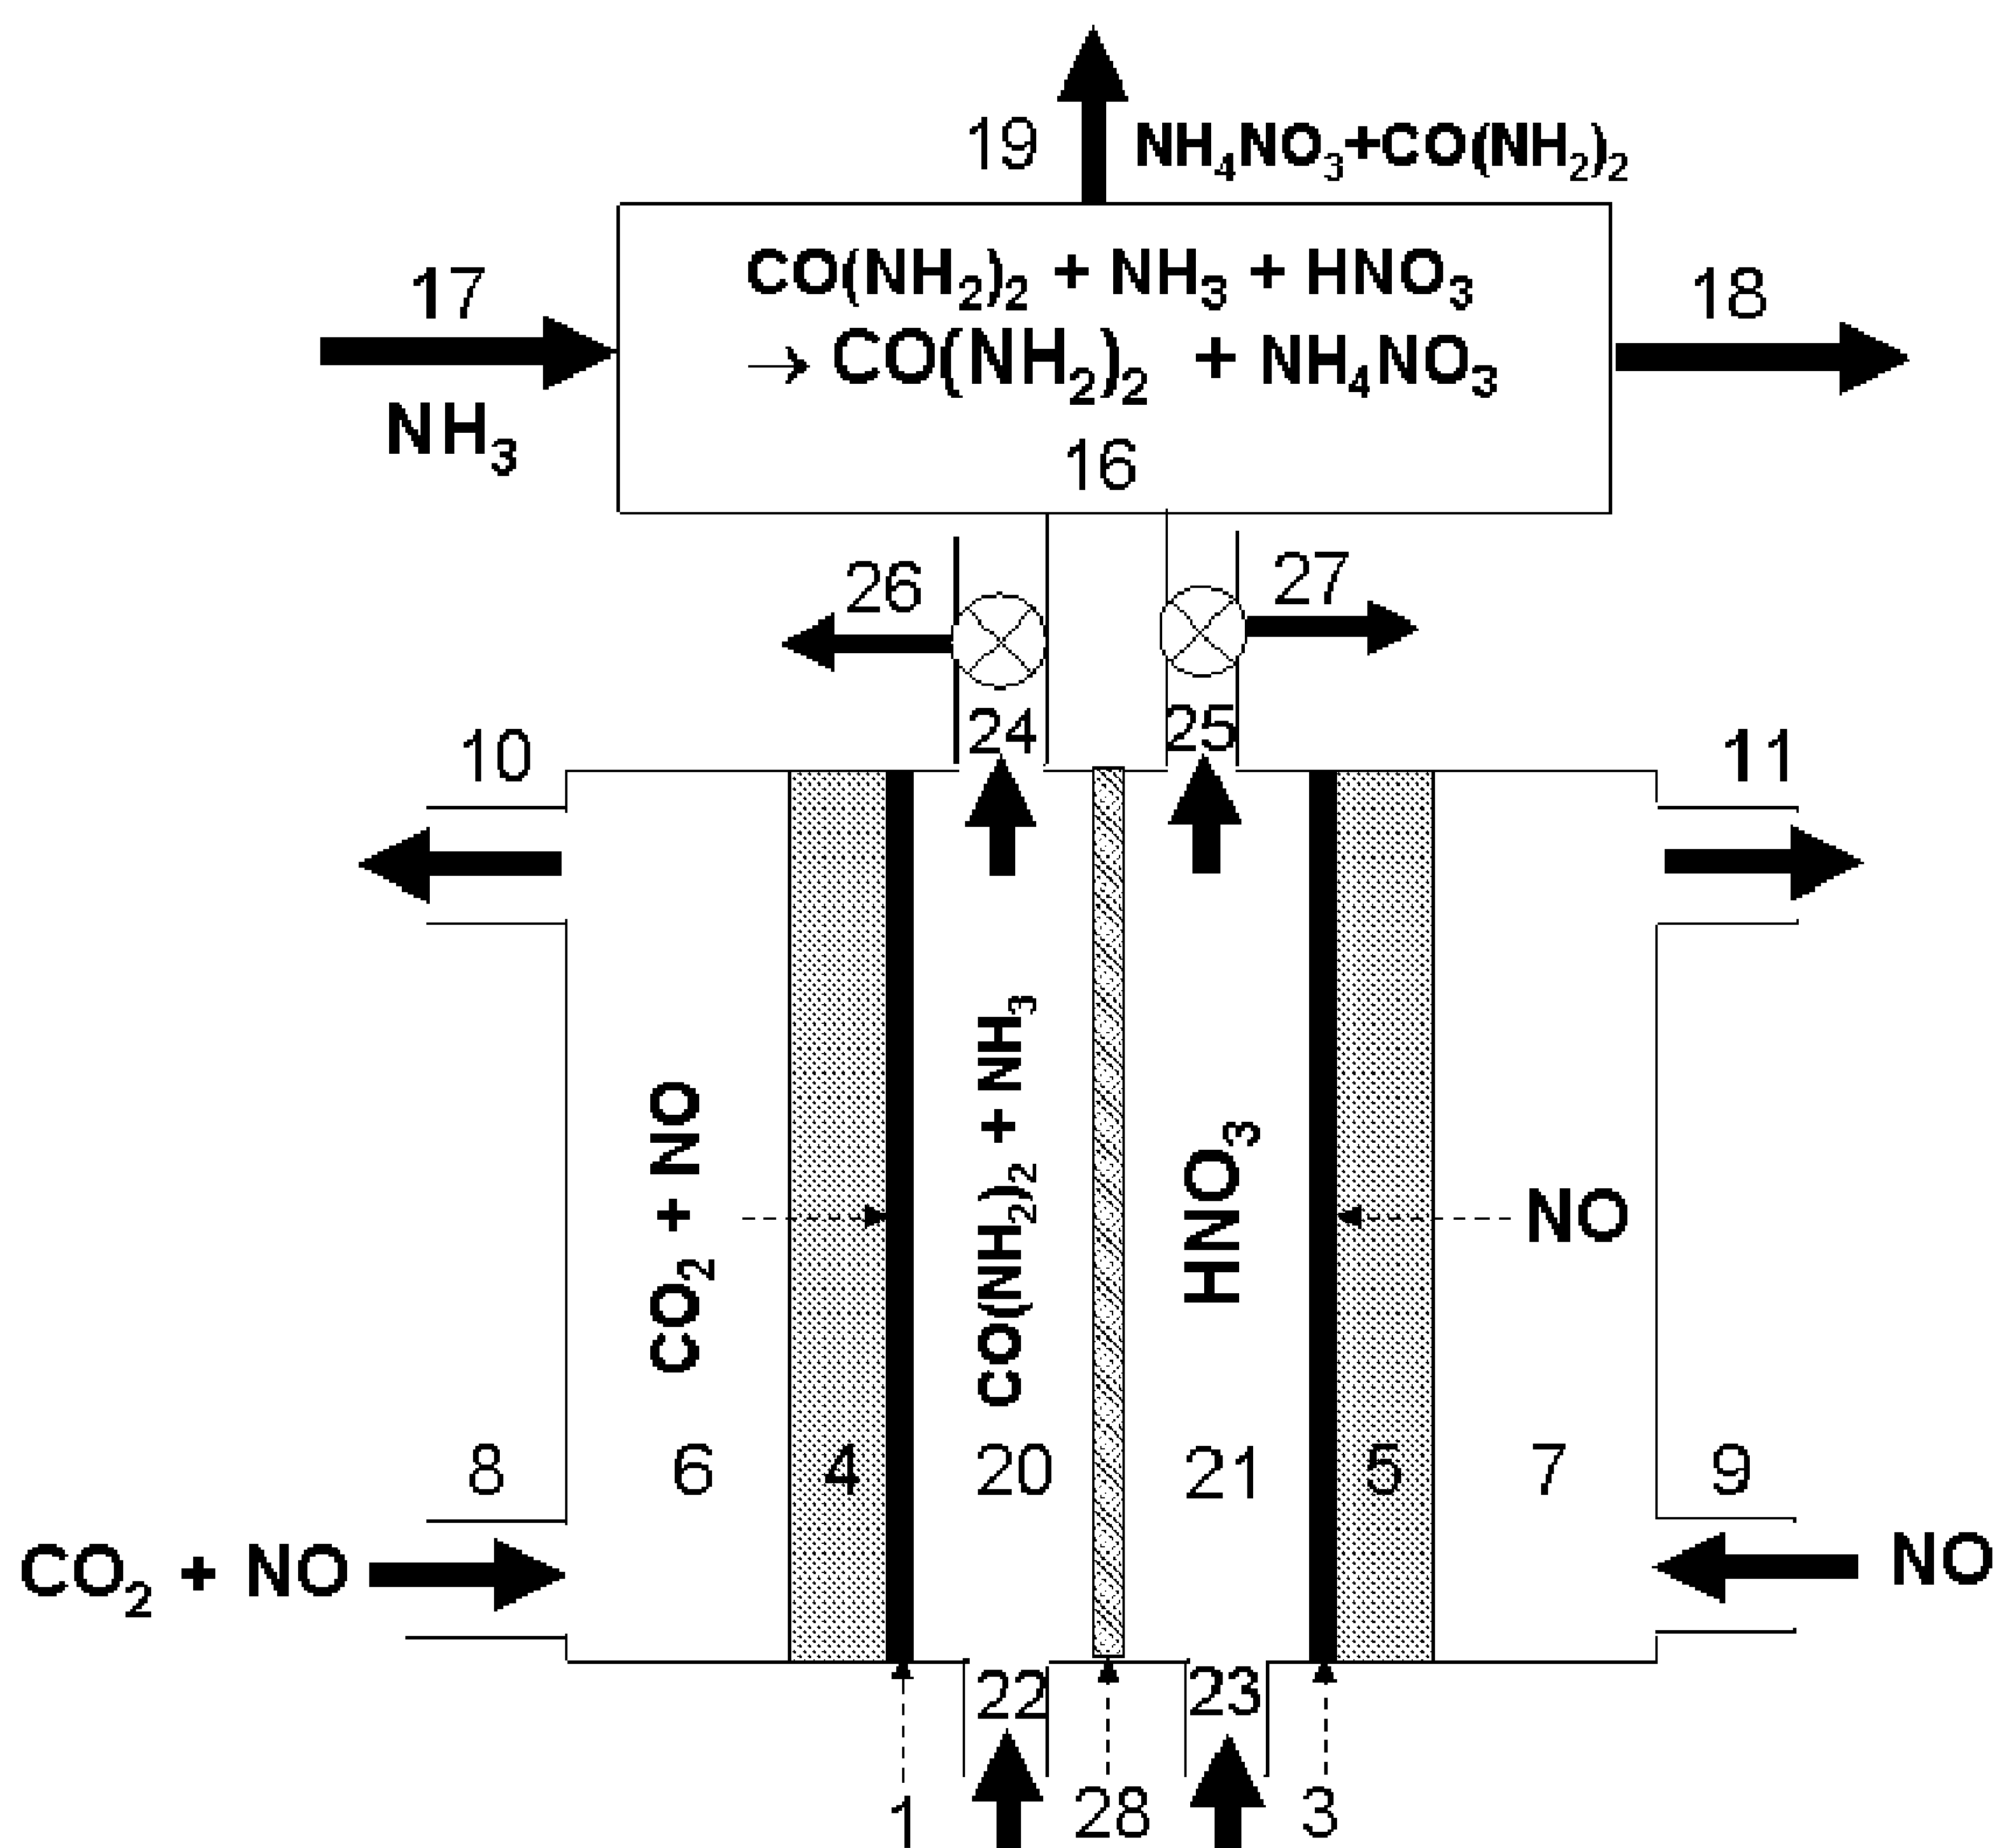 19
NH₄NO₃+CO(NH₂)₂
17
CO(NH₂)₂ + NH₃ + HNO₃
→ CO(NH₂)₂ + NH₄NO₃
18
NH₃
16
26
27
24
25
10
11
CO₂ + NO
CO(NH₂)₂ + NH₃
HNO₃
NO
8
6
4
20
21
5
7
9
CO₂ + NO
NO
22
23
1
28
3